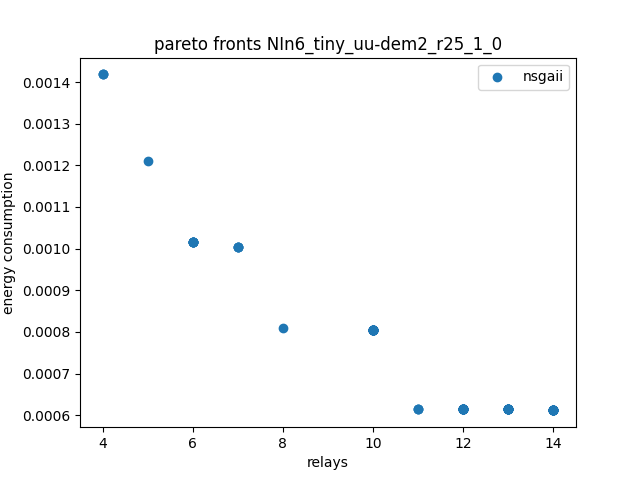 pareto fronts NIn6_tiny_uu-dem2_r25_1_0
nsgaii
energy consumption
0.0014
0.0013
0.0012
0.0011
0.0010
0.0009
0.0008
0.0007
0.0006
4 6 8 10 12 14
relays